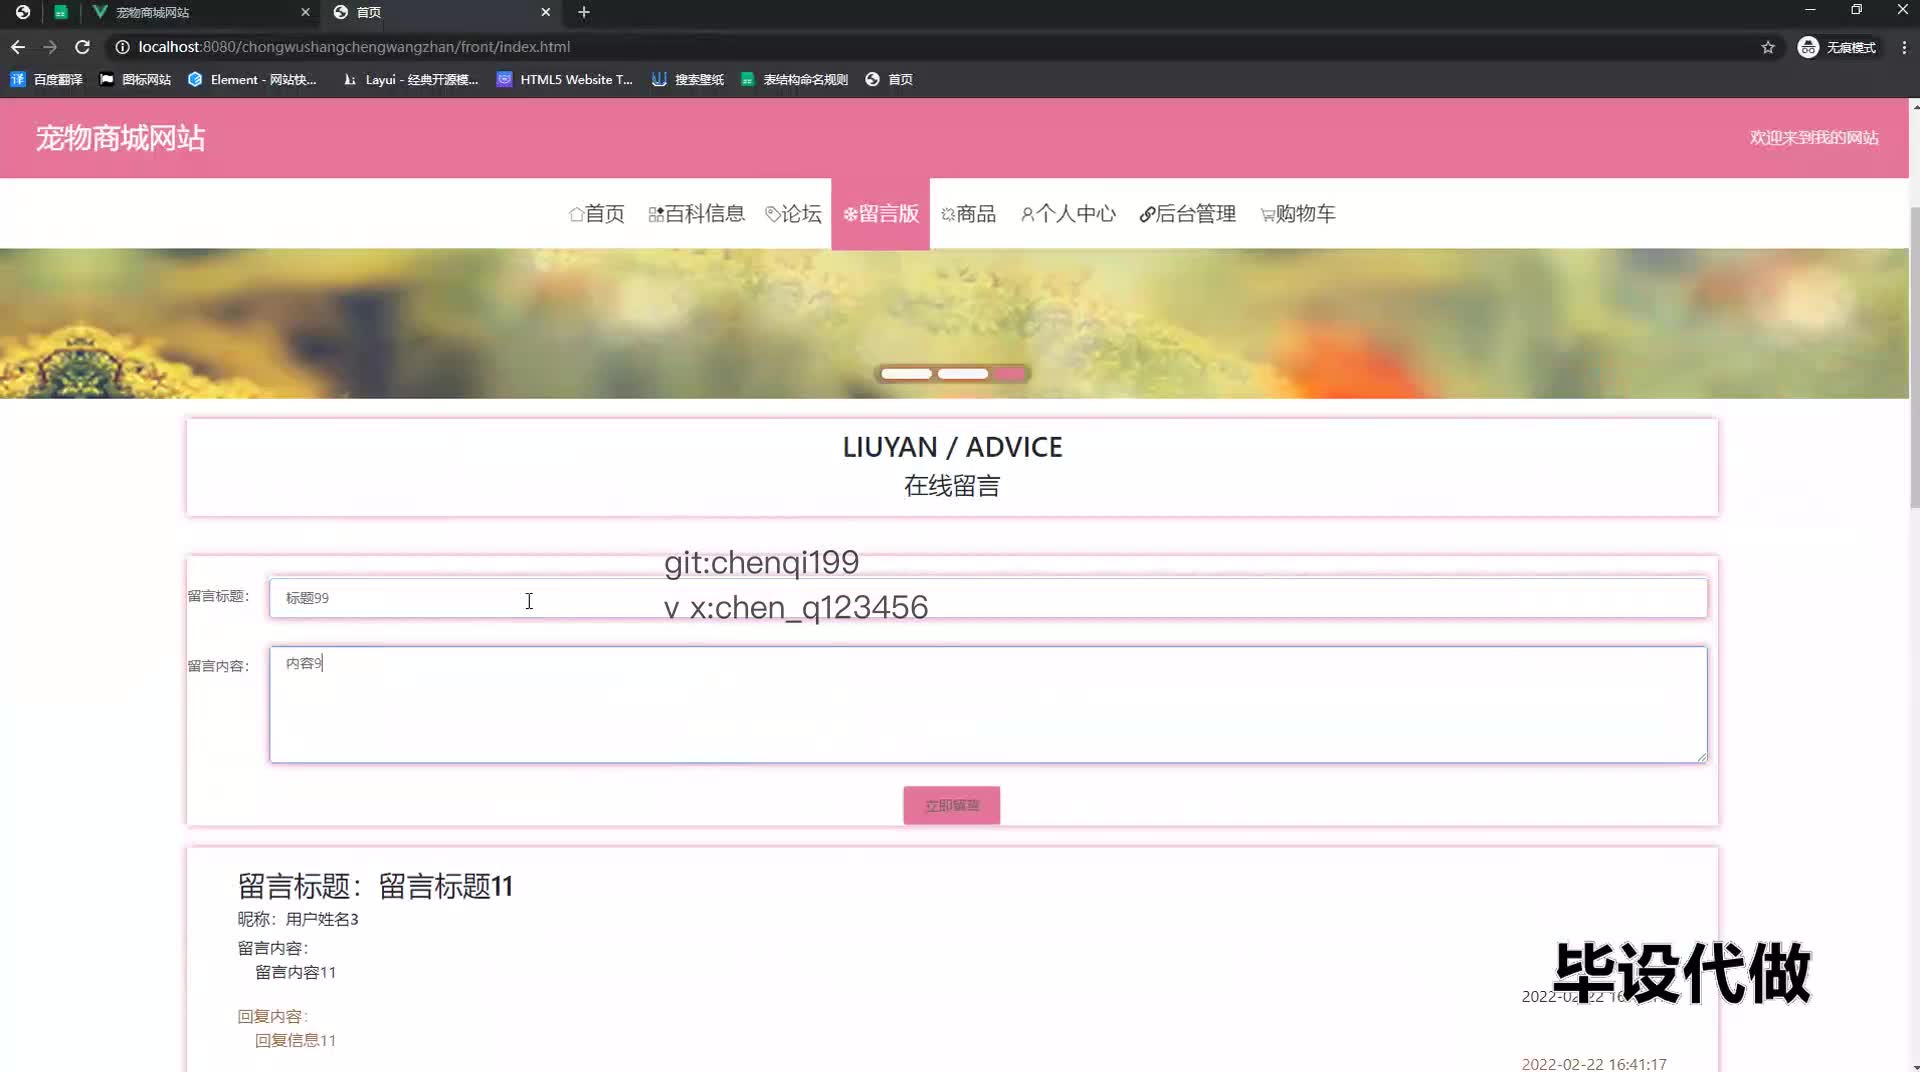 宠物商城网站
首页
localhost:8080/chongwushangchengwangzhan/front/index.html
无痕模式
百度翻译
图标网站
Element - 网站快...
Layui - 经典开源模...
HTML5 Website T...
搜索壁纸
表结构命名规则
首页
宠物商城网站
欢迎来到我的网站
首页
百科信息
论坛
留言版
商品
个人中心
后台管理
购物车
LIUYAN / ADVICE
在线留言
git:chenqi199
留言标题：
标题99
v x:chen_q123456
留言内容：
内容9
立即留言
留言标题：留言标题11
昵称：用户姓名3
留言内容：
留言内容11
毕设代做
2022-02-22
回复内容：
回复信息11
2022-02-22 16:41:17